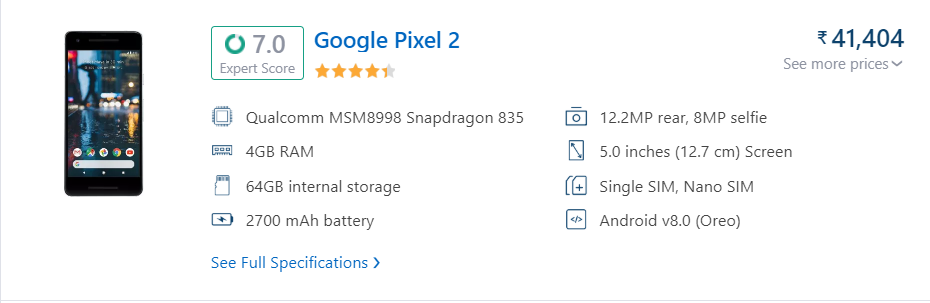 7.0
Expert Score
Google Pixel 2
₹ 41,404
See more prices
Qualcomm MSM8998 Snapdragon 835
12.2MP rear, 8MP selfie
4GB RAM
5.0 inches (12.7 cm) Screen
64GB internal storage
Single SIM, Nano SIM
2700 mAh battery
Android v8.0 (Oreo)
See Full Specifications